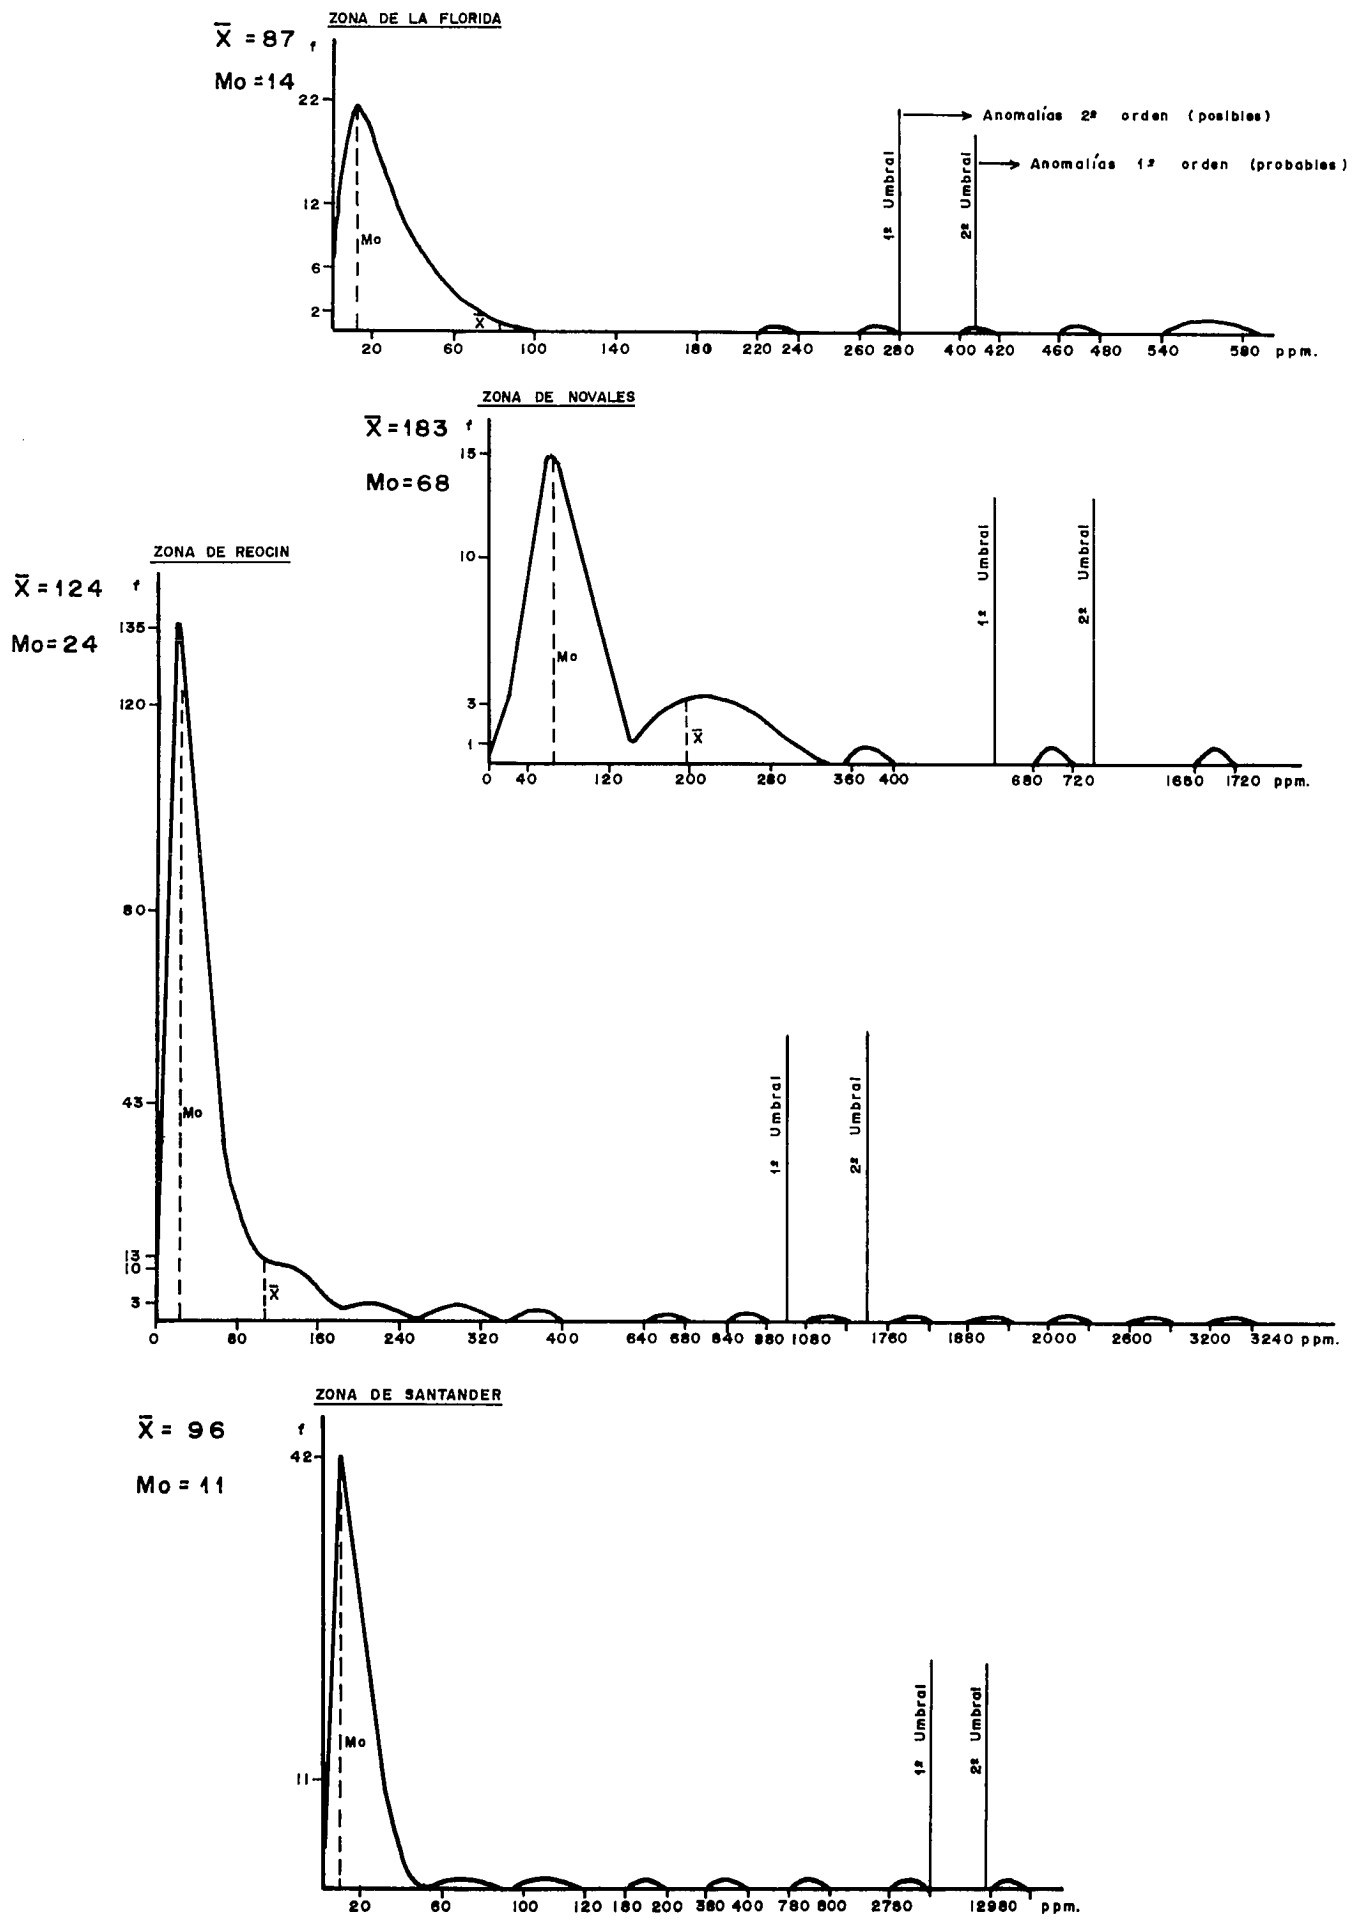 ZONA DE LA FLORIDA
X̄ = 87 f
Mo = 14
22
12
6
2
Mo
X̄
1º Umbral
2º Umbral
Anomalías 2º orden (posibles)
Anomalías 1º orden (probables)
20 60 100 140 180 220 240 260 280 400 420 460 480 540 580 ppm.
ZONA DE NOVALES
X̄ = 183 f
Mo = 68
15
10
3
1
Mo
X̄
1º Umbral
2º Umbral
0 40 120 200 280 360 400 680 720 1680 1720 ppm.
ZONA DE REOCIN
X̄ = 124 f
Mo = 24
135
120
80
43
13
10
3
Mo
X̄
1º Umbral
2º Umbral
0 80 160 240 320 400 640 680 840 880 1080 1760 1880 2000 2600 3200 3240 ppm.
ZONA DE SANTANDER
X̄ = 96 f
Mo = 11
42
11
Mo
1º Umbral
2º Umbral
20 60 100 120 180 200 380 400 780 800 2780 12980 ppm.